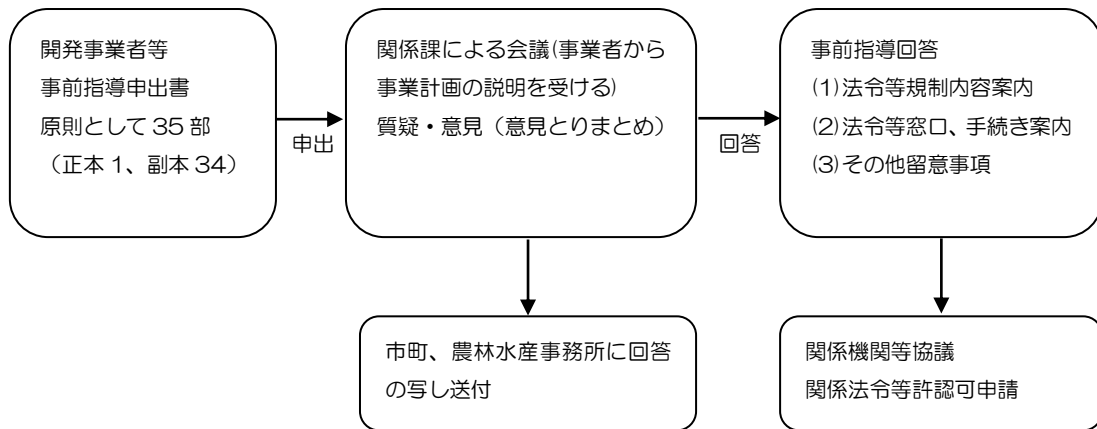 開発事業者等
事前指導申出書
原則として 35 部
（正本 1、副本 34）
申出
関係課による会議(事業者から
事業計画の説明を受ける)
質疑・意見（意見とりまとめ）
回答
事前指導回答
(1)法令等規制内容案内
(2)法令等窓口、手続き案内
(3)その他留意事項
市町、農林水産事務所に回答
の写し送付
関係機関等協議
関係法令等許認可申請